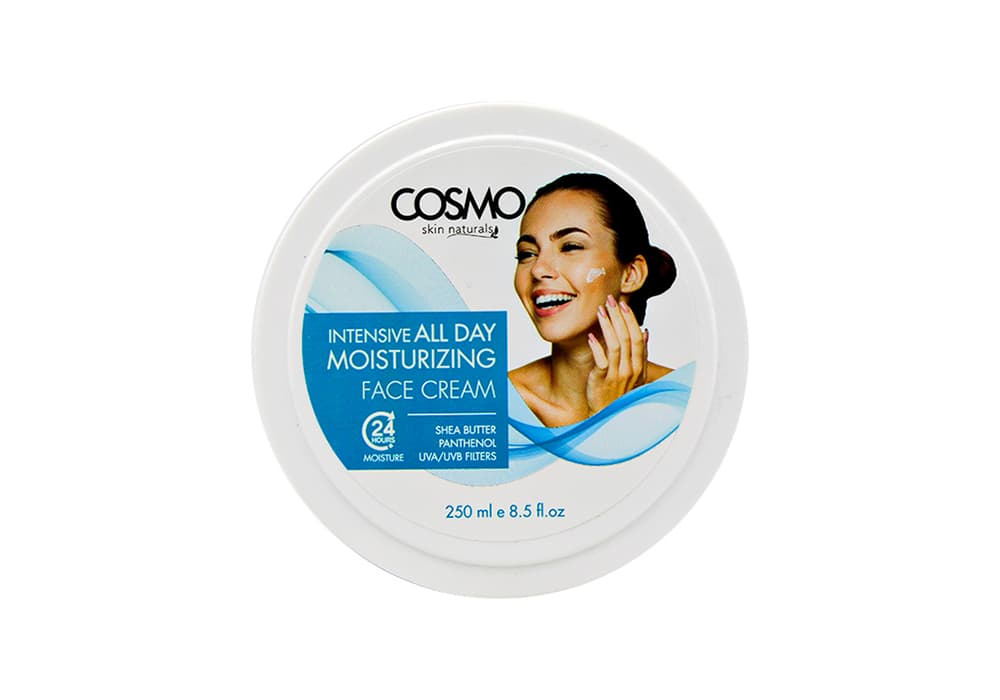 COSMO
skin naturals
INTENSIVE ALL DAY
MOISTURIZING
FACE CREAM
24
HOURS
MOISTURE
SHEA BUTTER
PANTHENOL
UVA/UVB FILTERS
250 ml e 8.5 fl.oz